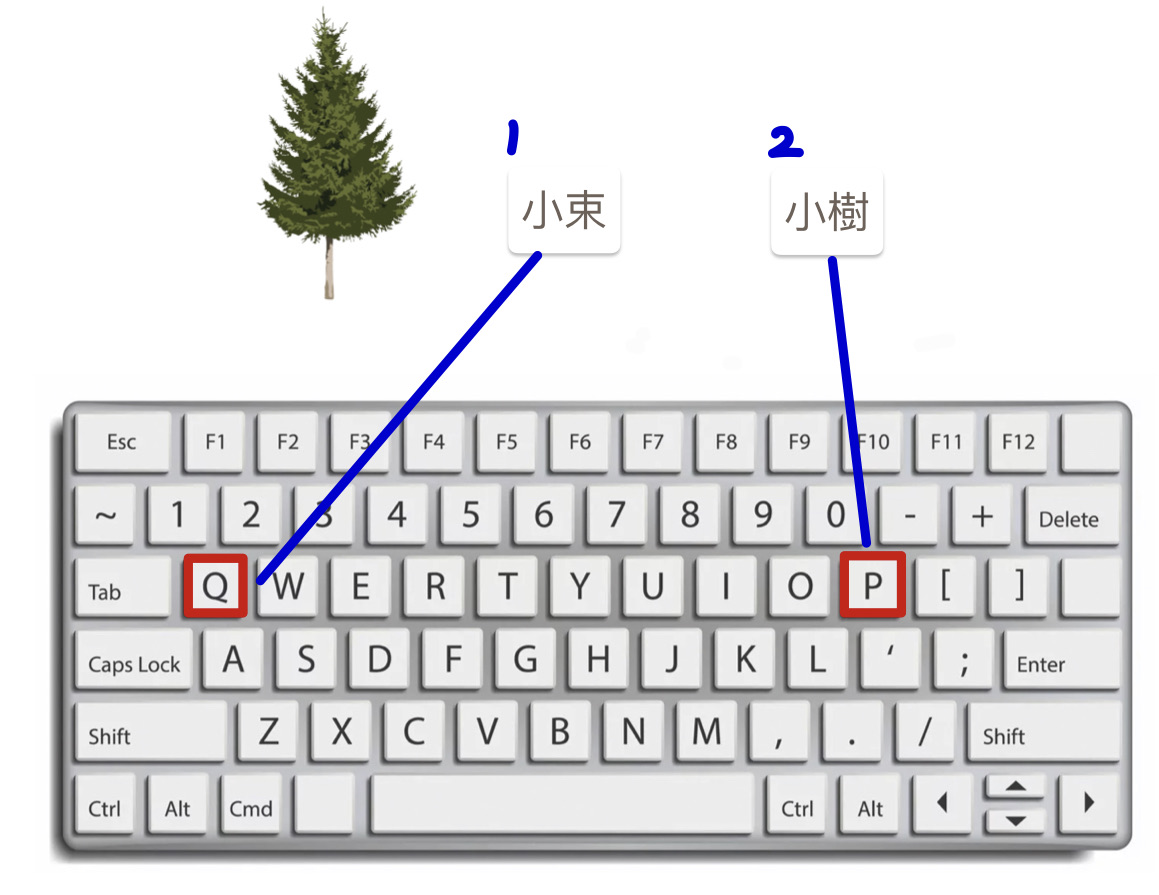 1 2
小束 小樹
Esc F1 F2 F3 F4 F5 F6 F7 F8 F9 F10 F11 F12
~ 1 2 3 4 5 6 7 8 9 0 - + Delete
Tab Q W E R T Y U I O P [ ]
Caps Lock A S D F G H J K L ‘ ; Enter
Shift Z X C V B N M , . / Shift
Ctrl Alt Cmd Ctrl Alt